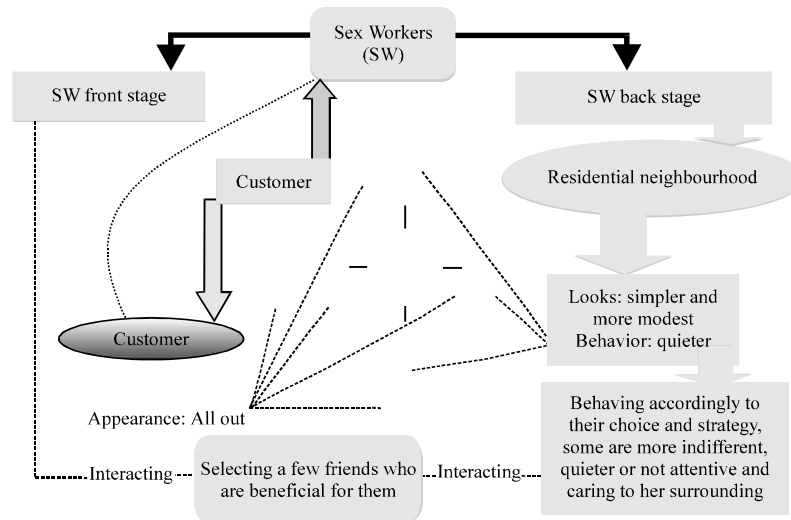 Sex Workers
(SW)
SW front stage
SW back stage
Customer
Residential neighbourhood
Customer
Looks: simpler and
more modest
Behavior: quieter
Appearance: All out
Behaving accordingly to
their choice and strategy,
some are more indifferent,
quieter or not attentive and
caring to her surrounding
Interacting
Selecting a few friends who
are beneficial for them
Interacting